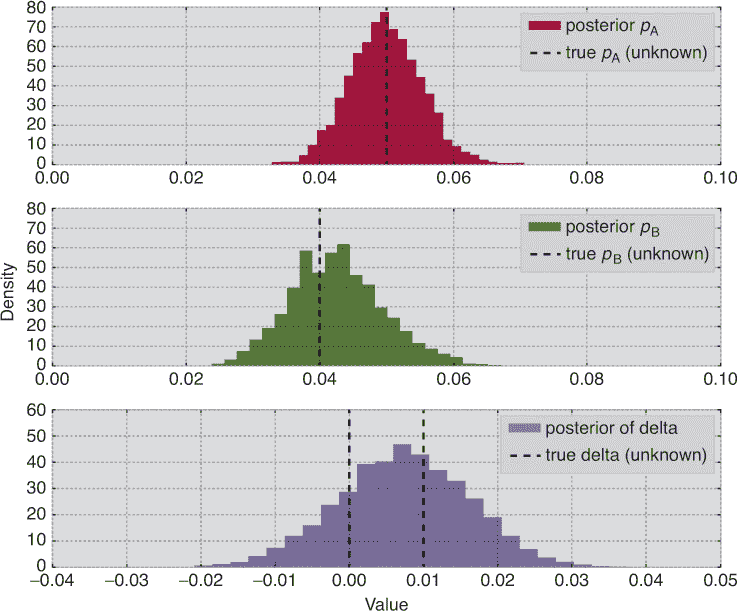 80
70
60
50
40
30
20
10
0
posterior pA
true pA (unknown)
0.00 0.02 0.04 0.06 0.08 0.10
Density
80
70
60
50
40
30
20
10
0
posterior pB
true pB (unknown)
0.00 0.02 0.04 0.06 0.08 0.10
60
50
40
30
20
10
0
posterior of delta
true delta (unknown)
−0.04 −0.03 −0.02 −0.01 0.00 0.01 0.02 0.03 0.04 0.05
Value